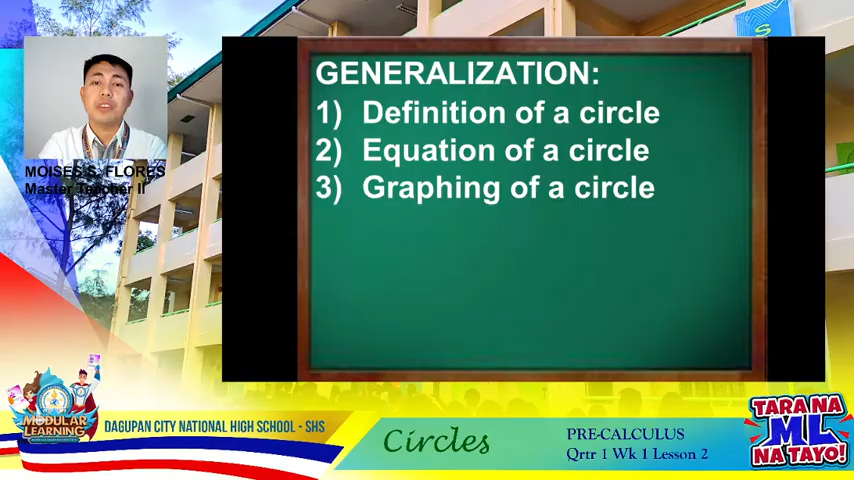 GENERALIZATION:
1) Definition of a circle
2) Equation of a circle
3) Graphing of a circle
MOISES S. FLORES
Master Teacher II
MODULAR
LEARNING
DAGUPAN CITY NATIONAL HIGH SCHOOL - SHS
Circles
PRE-CALCULUS
Qrtr 1 Wk 1 Lesson 2
TARA NA
ML
NA TAYO!